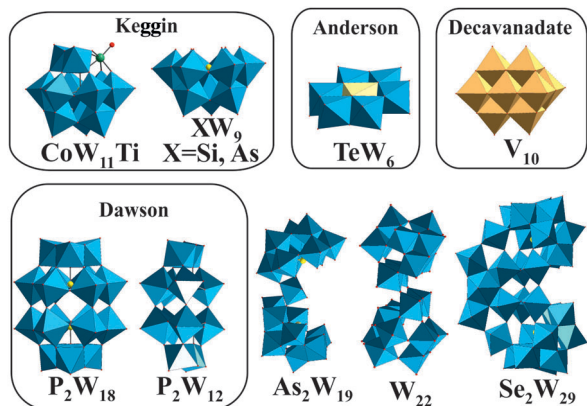 Keggin
CoW₁₁Ti
XW₉
X=Si, As
Anderson
TeW₆
Decavanadate
V₁₀
Dawson
P₂W₁₈
P₂W₁₂
As₂W₁₉
W₂₂
Se₂W₂₉